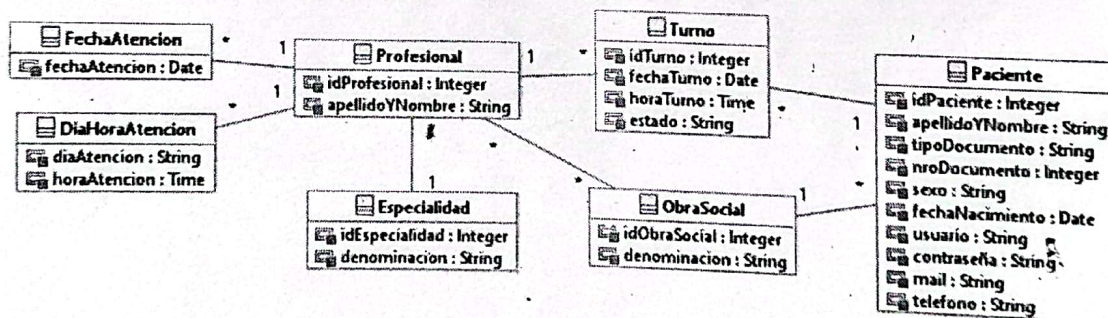 FechaAtencion
fechaAtencion : Date
DiaHoraAtencion
diaAtencion : String
horaAtencion : Time
Profesional
idProfesional : Integer
apellidoYNombre : String
Especialidad
idEspecialidad : Integer
denominacion : String
Turno
idTurno : Integer
fechaTurno : Date
horaTurno : Time
estado : String
ObraSocial
idObraSocial : Integer
denominacion : String
Paciente
idPaciente : Integer
apellidoYNombre : String
tipoDocumento : String
nroDocumento : Integer
sexo : String
fechaNacimiento : Date
usuario : String
contraseña : String
mail : String
telefono : String
* 1
* 1
* 1
1 *
* *
* 1
1 *